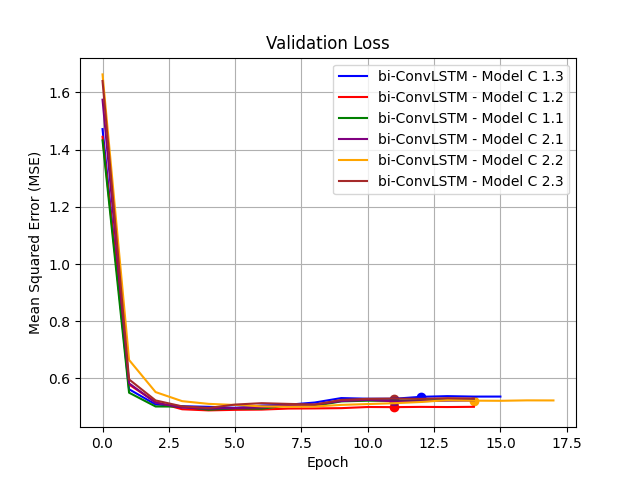 Validation Loss
bi-ConvLSTM - Model C 1.3
bi-ConvLSTM - Model C 1.2
bi-ConvLSTM - Model C 1.1
bi-ConvLSTM - Model C 2.1
bi-ConvLSTM - Model C 2.2
bi-ConvLSTM - Model C 2.3
Mean Squared Error (MSE)
1.6
1.4
1.2
1.0
0.8
0.6
0.0 2.5 5.0 7.5 10.0 12.5 15.0 17.5
Epoch